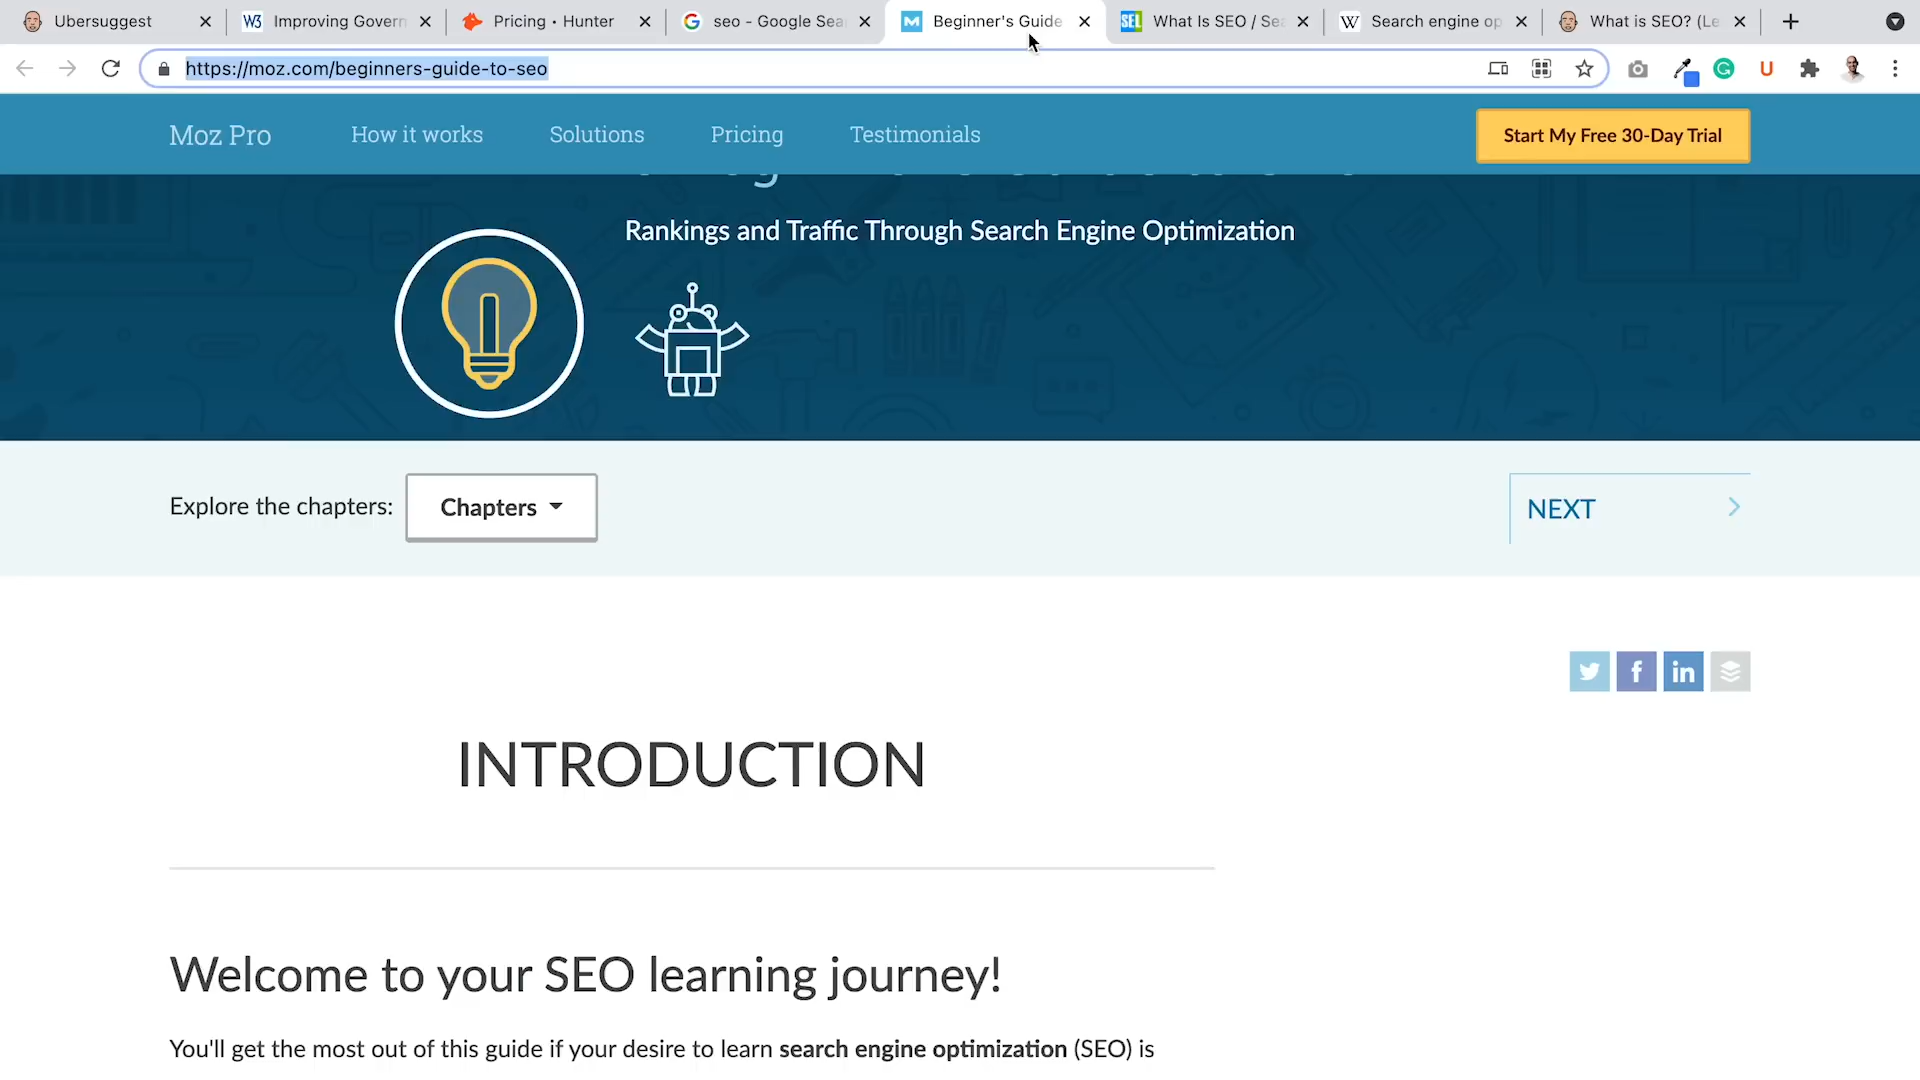 Ubersuggest
W3 Improving Govern
Pricing • Hunter
G seo - Google Sea
M Beginner's Guide
SEL What Is SEO / Sea
W Search engine op
What is SEO? (Le
https://moz.com/beginners-guide-to-seo
G
U
Moz Pro How it works Solutions Pricing Testimonials Start My Free 30-Day Trial
Rankings and Traffic Through Search Engine Optimization
Explore the chapters: Chapters NEXT
f in
INTRODUCTION
Welcome to your SEO learning journey!
You'll get the most out of this guide if your desire to learn search engine optimization (SEO) is